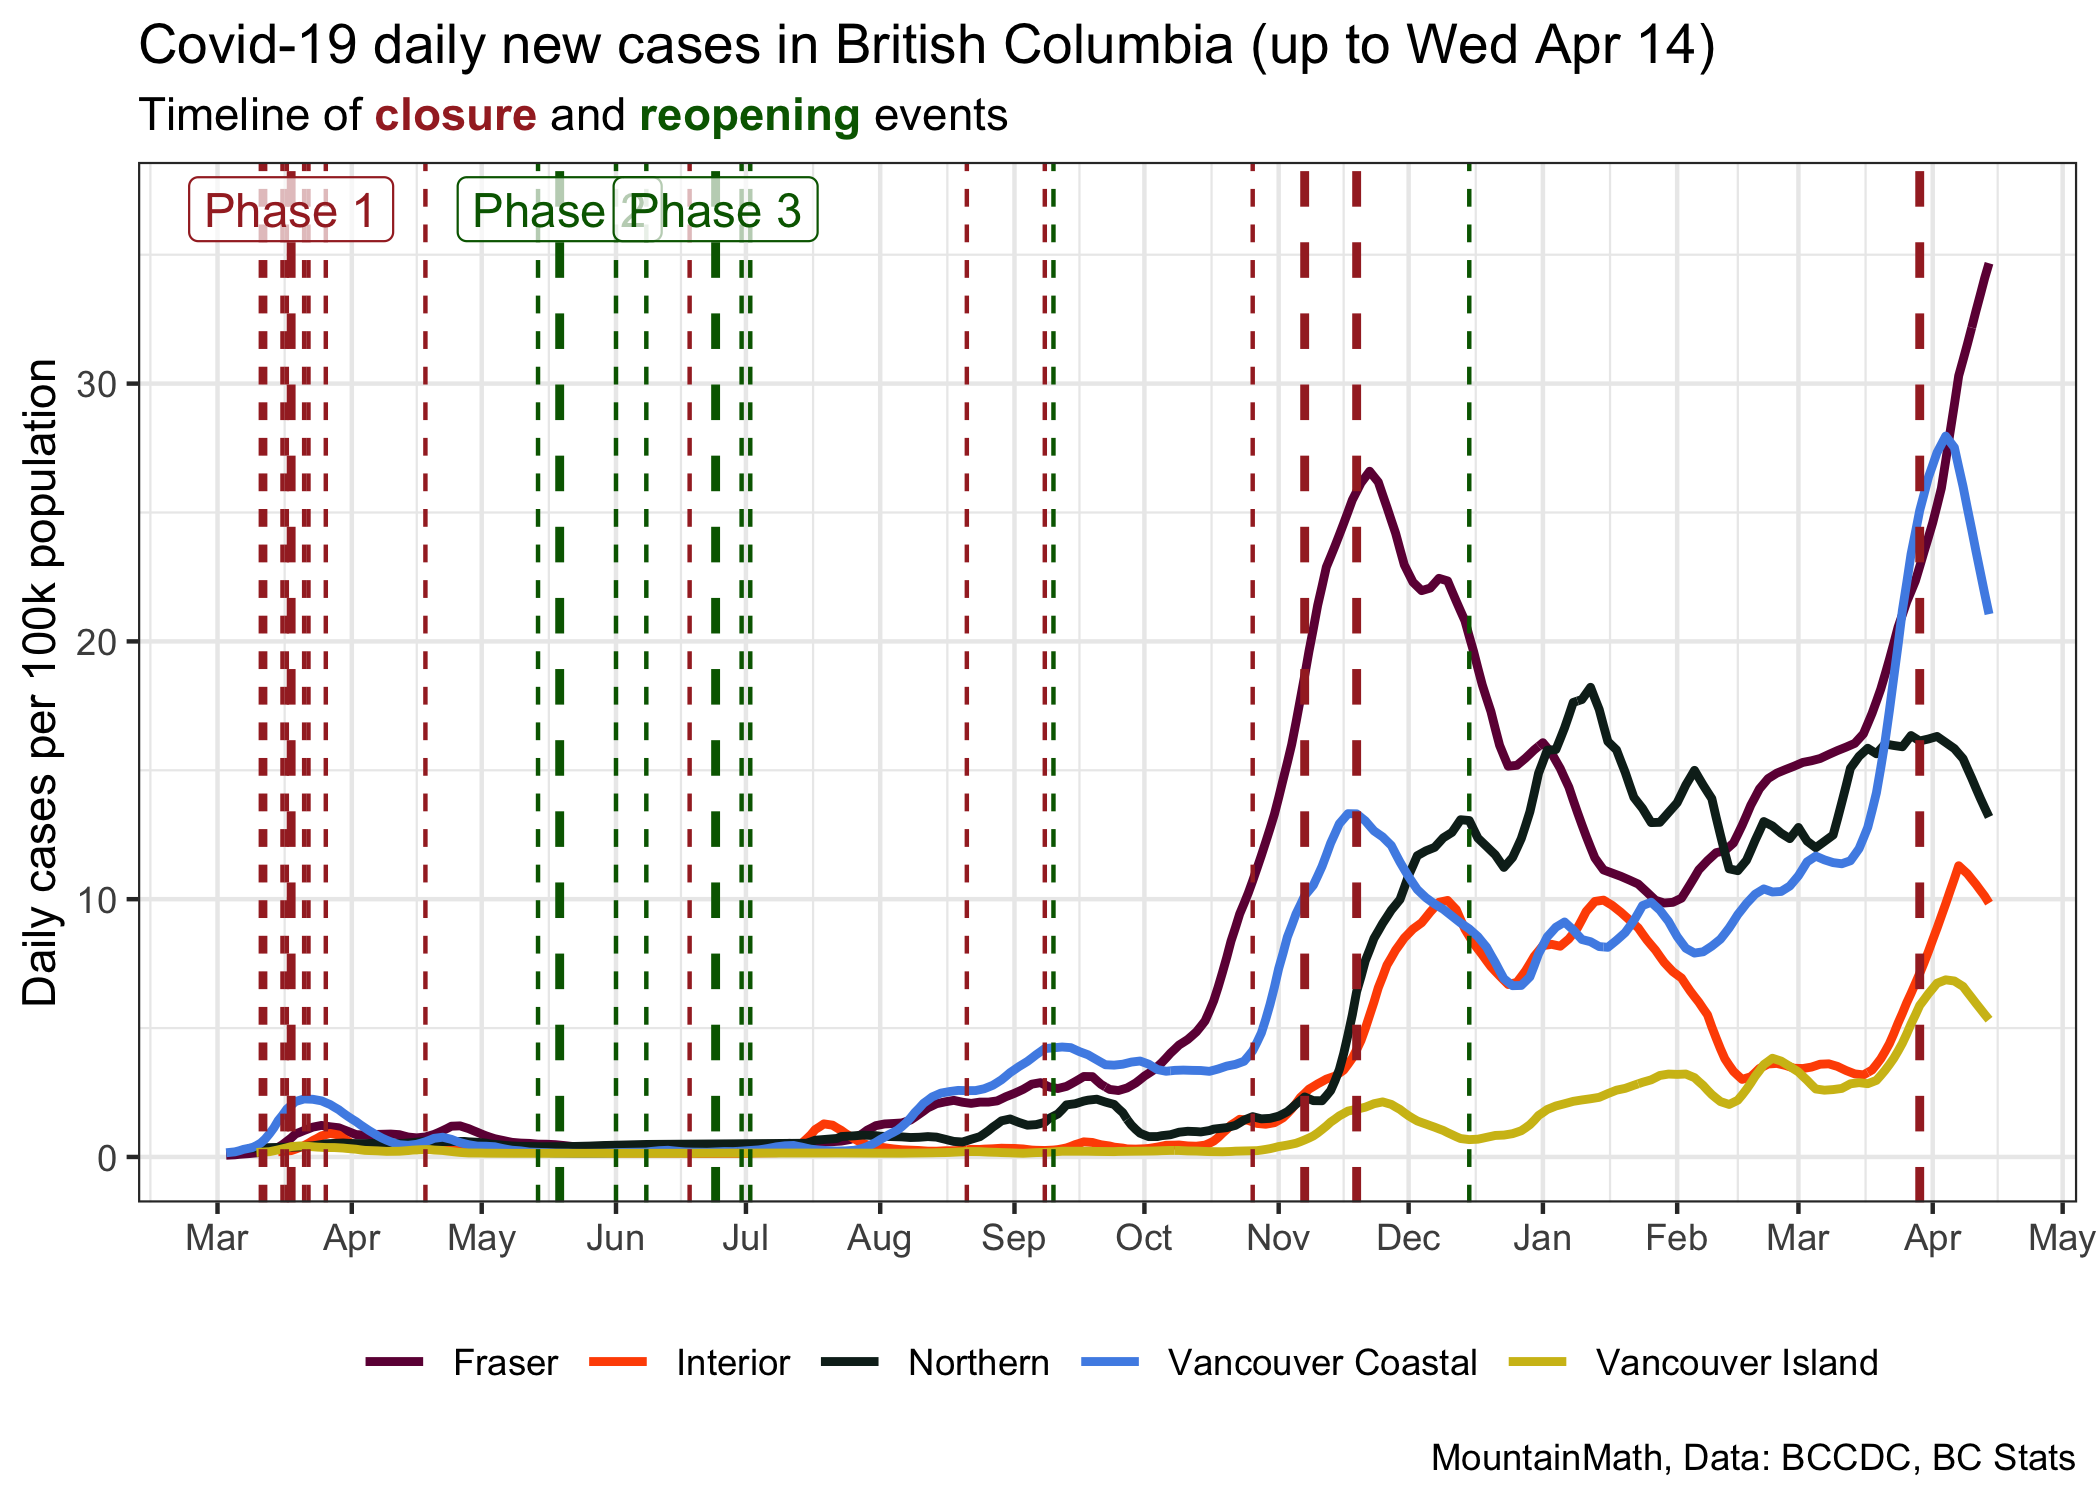 Covid-19 daily new cases in British Columbia (up to Wed Apr 14)
Timeline of closure and reopening events
Phase 1 Phase 2 Phase 3
Daily cases per 100k population
30
20
10
0
Mar Apr May Jun Jul Aug Sep Oct Nov Dec Jan Feb Mar Apr May
Fraser Interior Northern Vancouver Coastal Vancouver Island
MountainMath, Data: BCCDC, BC Stats